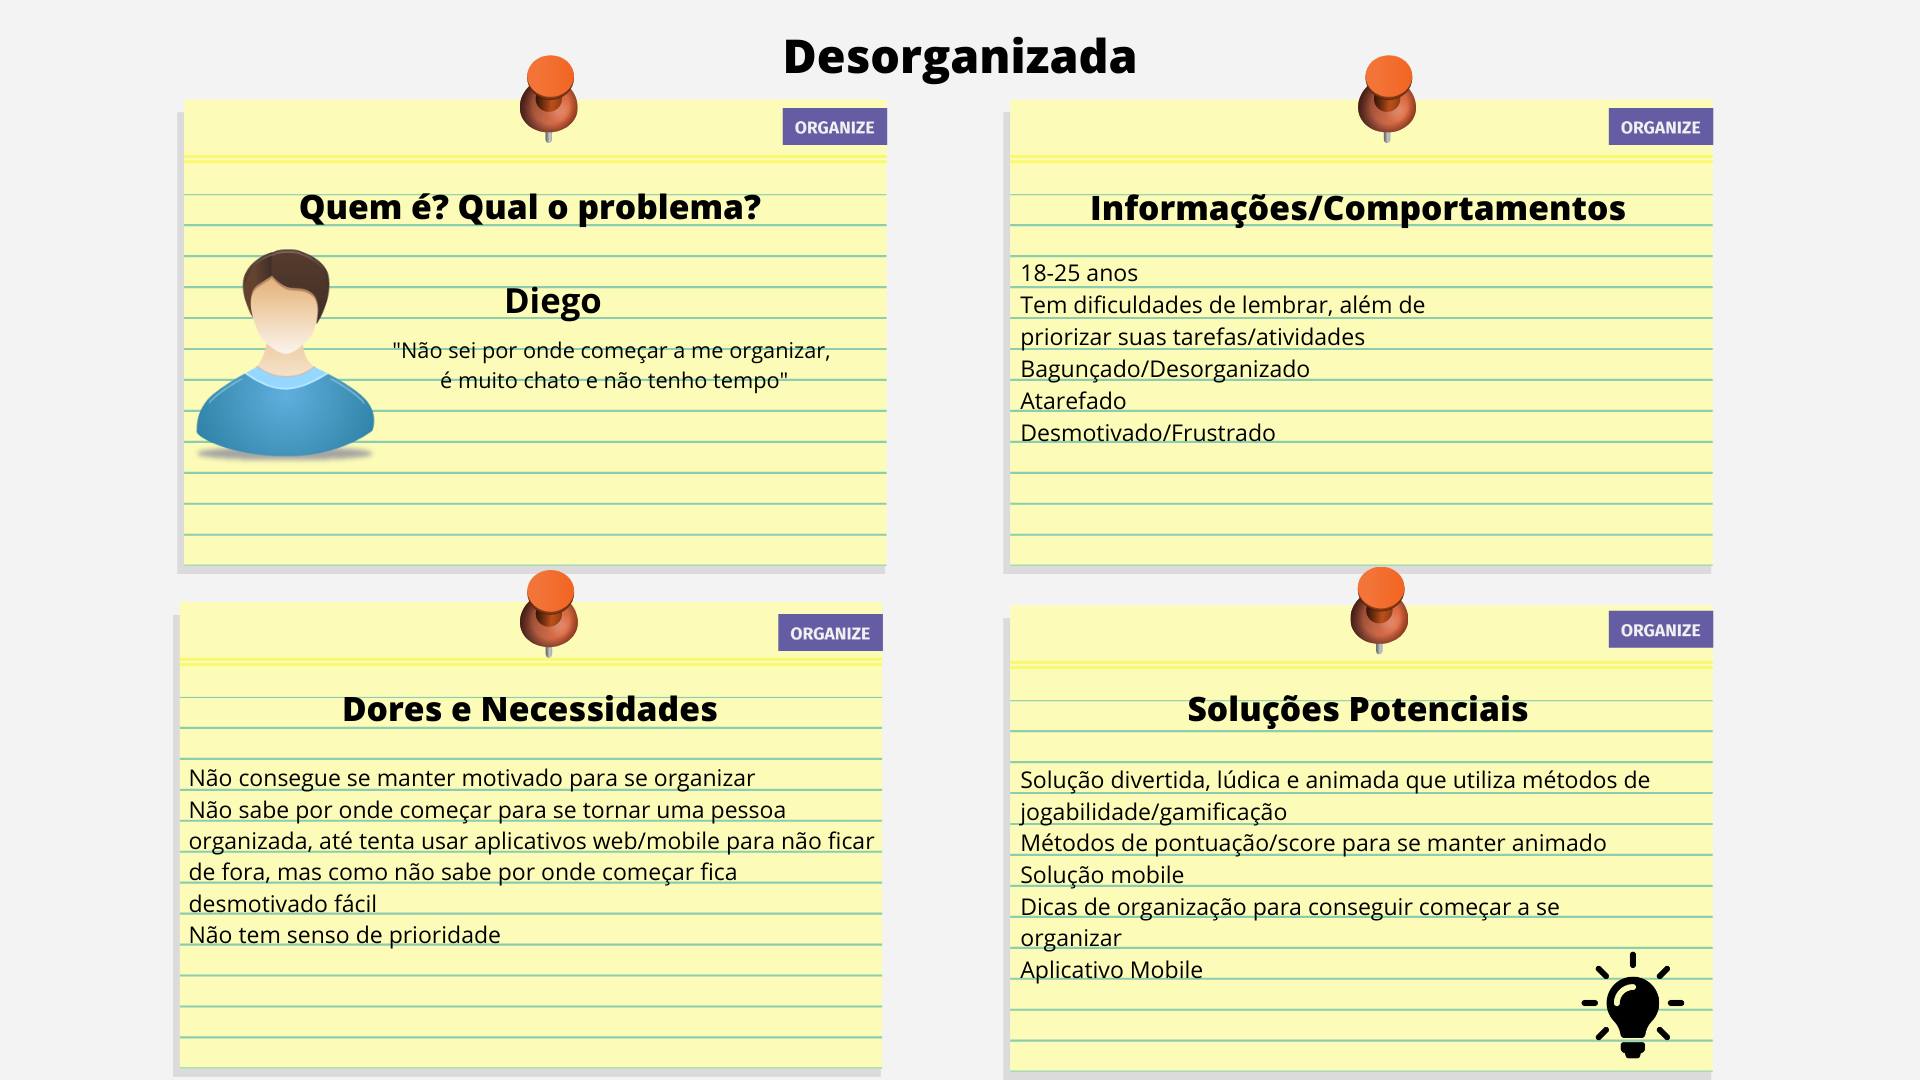 Desorganizada
ORGANIZE
Quem é? Qual o problema?
Diego
"Não sei por onde começar a me organizar,
é muito chato e não tenho tempo"
ORGANIZE
Informações/Comportamentos
18-25 anos
Tem dificuldades de lembrar, além de
priorizar suas tarefas/atividades
Bagunçado/Desorganizado
Atarefado
Desmotivado/Frustrado
ORGANIZE
Dores e Necessidades
Não consegue se manter motivado para se organizar
Não sabe por onde começar para se tornar uma pessoa
organizada, até tenta usar aplicativos web/mobile para não ficar
de fora, mas como não sabe por onde começar fica
desmotivado fácil
Não tem senso de prioridade
ORGANIZE
Soluções Potenciais
Solução divertida, lúdica e animada que utiliza métodos de
jogabilidade/gamificação
Métodos de pontuação/score para se manter animado
Solução mobile
Dicas de organização para conseguir começar a se
organizar
Aplicativo Mobile